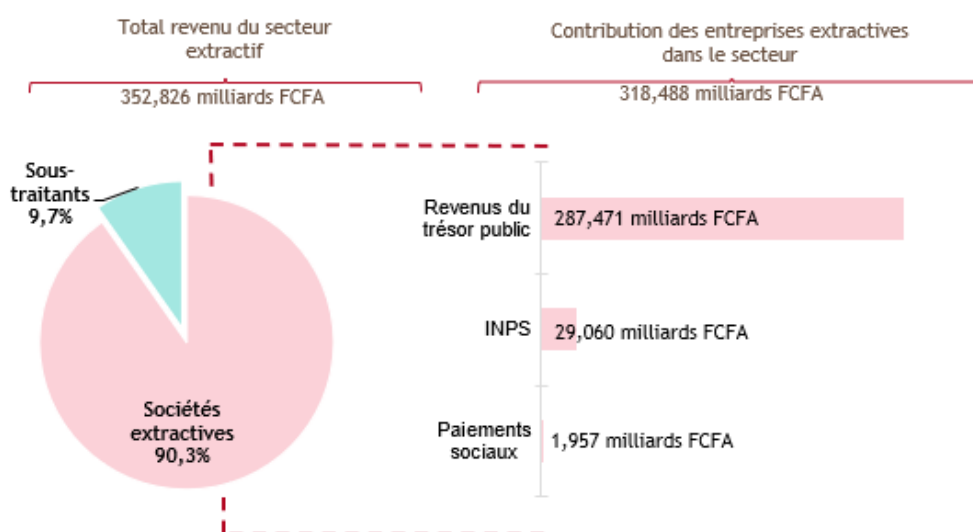 Total revenu du secteur
extractif
352,826 milliards FCFA
Contribution des entreprises extractives
dans le secteur
318,488 milliards FCFA
Sous-
traitants
9,7%
Sociétés
extractives
90,3%
Revenus du
trésor public
287,471 milliards FCFA
INPS
29,060 milliards FCFA
Paiements
sociaux
1,957 milliards FCFA